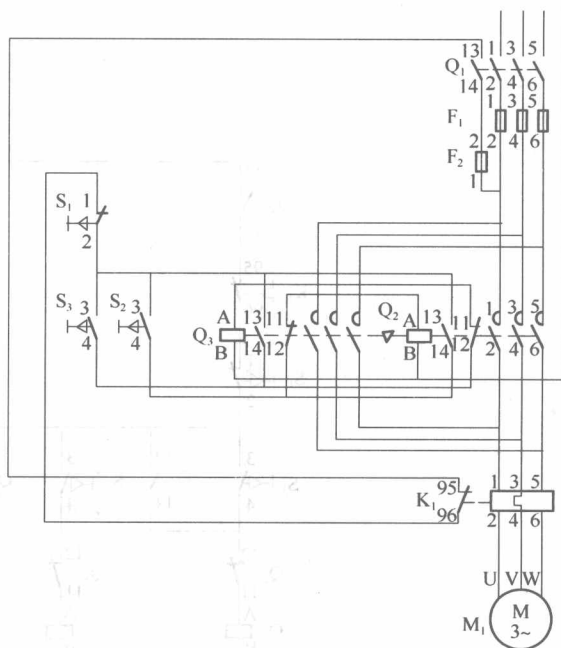 13 1 3 5
Q₁
14 2 4 6
F₁ 1 3 5
2 2 4 6
F₂
1
S₁ 1
2
S₃ 3 S₂ 3
4 4
A 13 11 Q₂ A 13 11 1 3 5
Q₃
B 14 12 B 14 12 2 4 6
95 1 3 5
K₁
96 2 4 6
U V W
M₁ M
3~